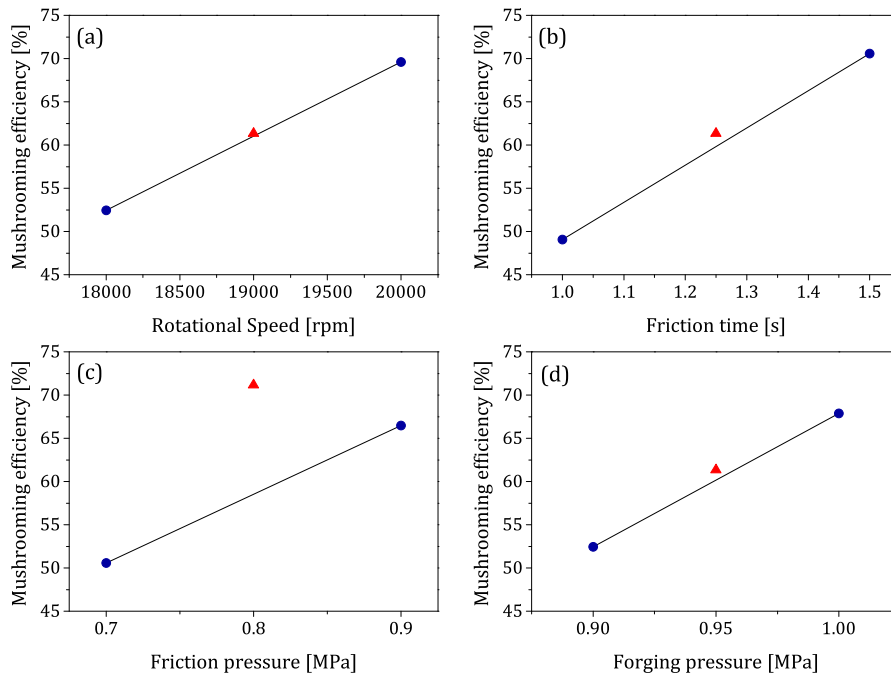 (a)
Mushrooming efficiency [%]
75
70
65
60
55
50
45
18000 18500 19000 19500 20000
Rotational Speed [rpm]
(b)
Mushrooming efficiency [%]
75
70
65
60
55
50
45
1.0 1.1 1.2 1.3 1.4 1.5
Friction time [s]
(c)
Mushrooming efficiency [%]
75
70
65
60
55
50
45
0.7 0.8 0.9
Friction pressure [MPa]
(d)
Mushrooming efficiency [%]
75
70
65
60
55
50
45
0.90 0.95 1.00
Forging pressure [MPa]